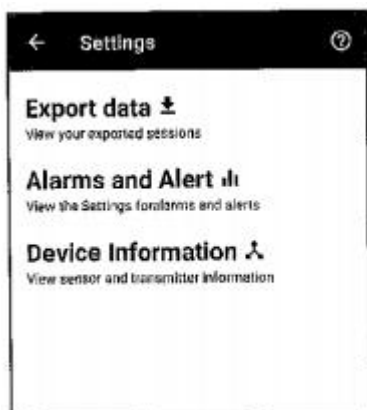 Settings
Export data
View your exported sessions
Alarms and Alert
View the Settings foralarms and alerts
Device Information
View sensor and transmitter information